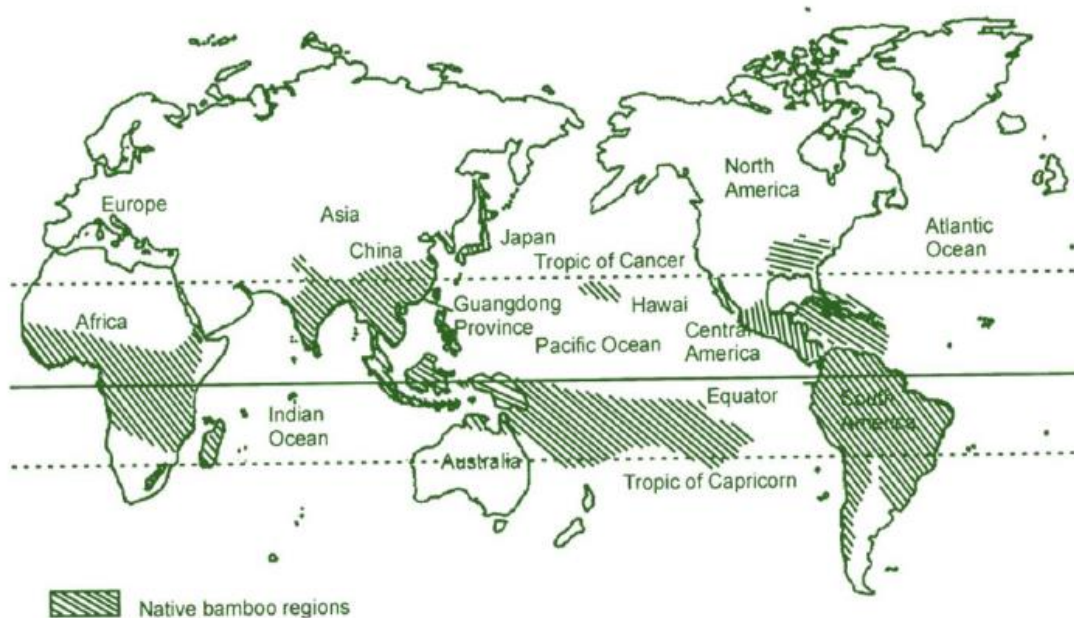 North
America
Europe
Asia
Atlantic
Ocean
China
Japan
Tropic of Cancer
Africa
Guangdong
Province
Hawai
Central
America
Pacific Ocean
Equator
South
America
Indian
Ocean
Australia
Tropic of Capricorn
Native bamboo regions